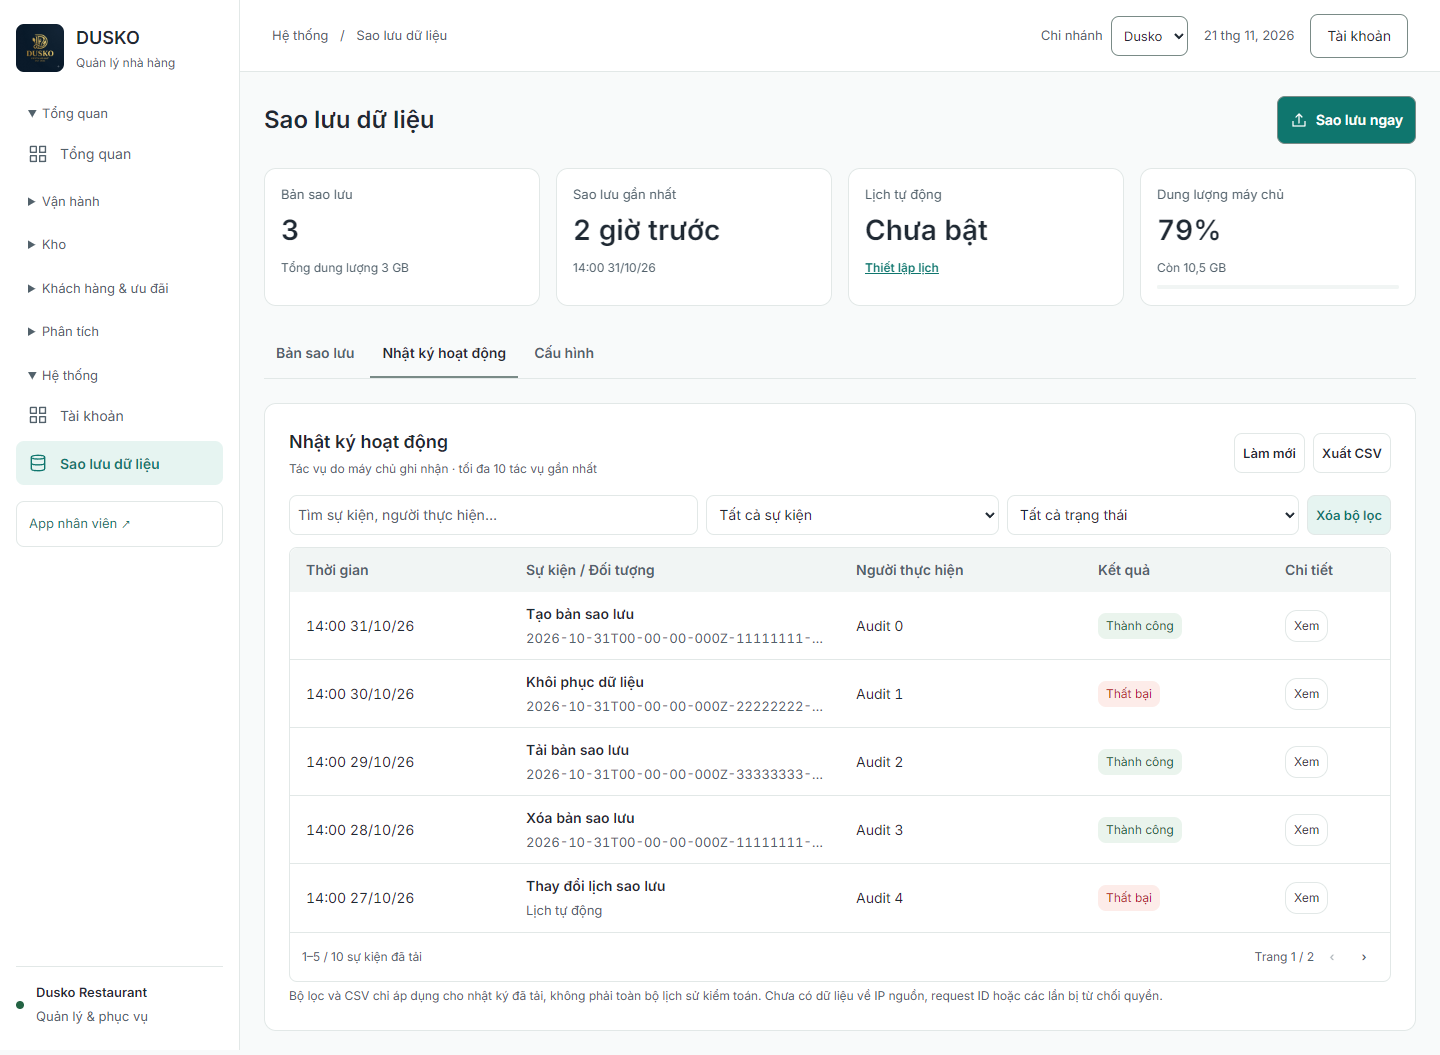 DUSKO
DUSKO
Quản lý nhà hàng
▼ Tổng quan
Tổng quan
▶ Vận hành
▶ Kho
▶ Khách hàng & ưu đãi
▶ Phân tích
▼ Hệ thống
Tài khoản
Sao lưu dữ liệu
App nhân viên ↗
Dusko Restaurant
Quản lý & phục vụ
Hệ thống / Sao lưu dữ liệu
Chi nhánh Dusko 21 thg 11, 2026 Tài khoản
Sao lưu dữ liệu
Sao lưu ngay
Bản sao lưu
3
Tổng dung lượng 3 GB
Sao lưu gần nhất
2 giờ trước
14:00 31/10/26
Lịch tự động
Chưa bật
Thiết lập lịch
Dung lượng máy chủ
79%
Còn 10,5 GB
Bản sao lưu Nhật ký hoạt động Cấu hình
Nhật ký hoạt động
Tác vụ do máy chủ ghi nhận · tối đa 10 tác vụ gần nhất
Làm mới Xuất CSV
Tìm sự kiện, người thực hiện... Tất cả sự kiện Tất cả trạng thái Xóa bộ lọc
Thời gian Sự kiện / Đối tượng Người thực hiện Kết quả Chi tiết
14:00 31/10/26 Tạo bản sao lưu Audit 0 Thành công Xem
2026-10-31T00-00-00-000Z-11111111-...
14:00 30/10/26 Khôi phục dữ liệu Audit 1 Thất bại Xem
2026-10-31T00-00-00-000Z-22222222-...
14:00 29/10/26 Tải bản sao lưu Audit 2 Thành công Xem
2026-10-31T00-00-00-000Z-33333333-...
14:00 28/10/26 Xóa bản sao lưu Audit 3 Thành công Xem
2026-10-31T00-00-00-000Z-11111111-...
14:00 27/10/26 Thay đổi lịch sao lưu Audit 4 Thất bại Xem
Lịch tự động
1–5 / 10 sự kiện đã tải Trang 1 / 2 ‹ ›
Bộ lọc và CSV chỉ áp dụng cho nhật ký đã tải, không phải toàn bộ lịch sử kiểm toán. Chưa có dữ liệu về IP nguồn, request ID hoặc các lần bị từ chối quyền.